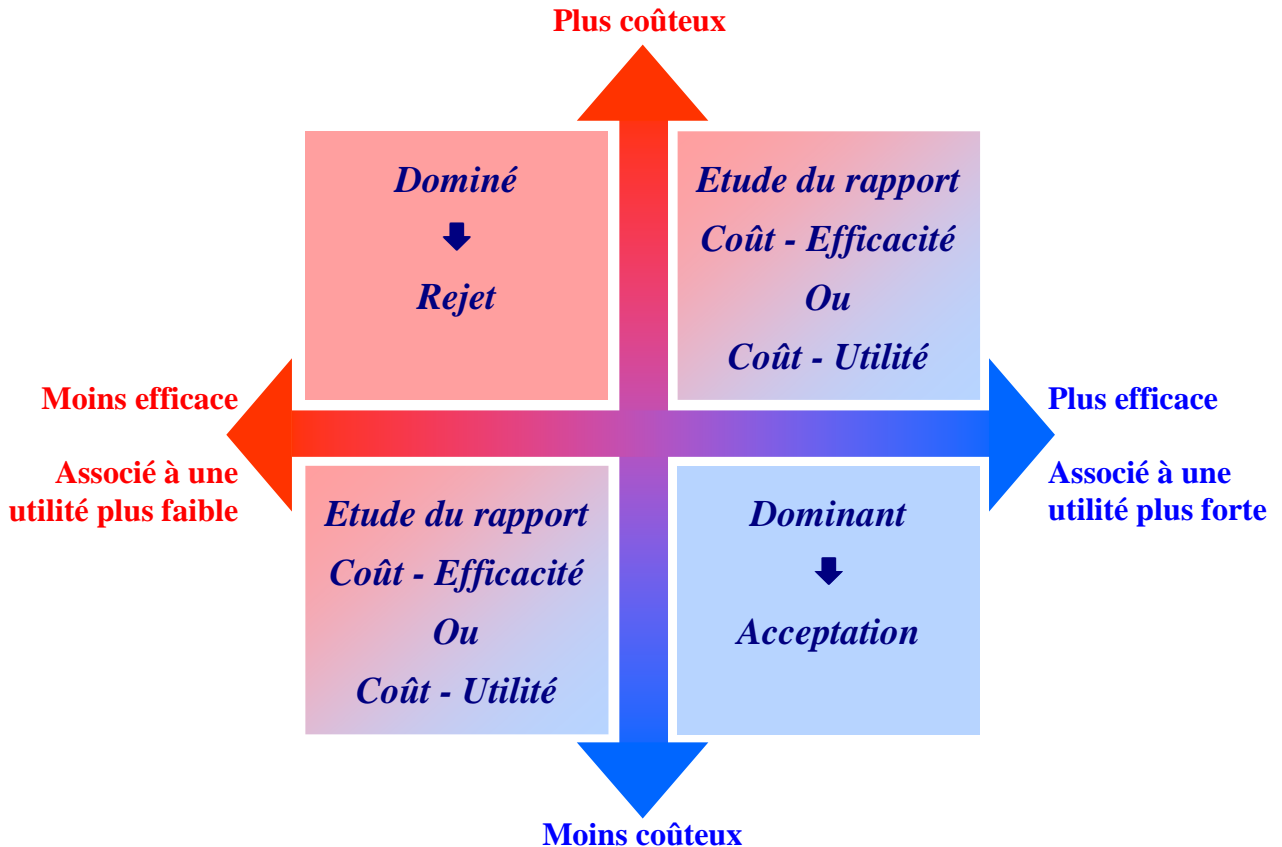 Plus coûteux
Dominé
Rejet
Etude du rapport
Coût - Efficacité
Ou
Coût - Utilité
Moins efficace
Associé à une
utilité plus faible
Plus efficace
Associé à une
utilité plus forte
Etude du rapport
Coût - Efficacité
Ou
Coût - Utilité
Dominant
Acceptation
Moins coûteux